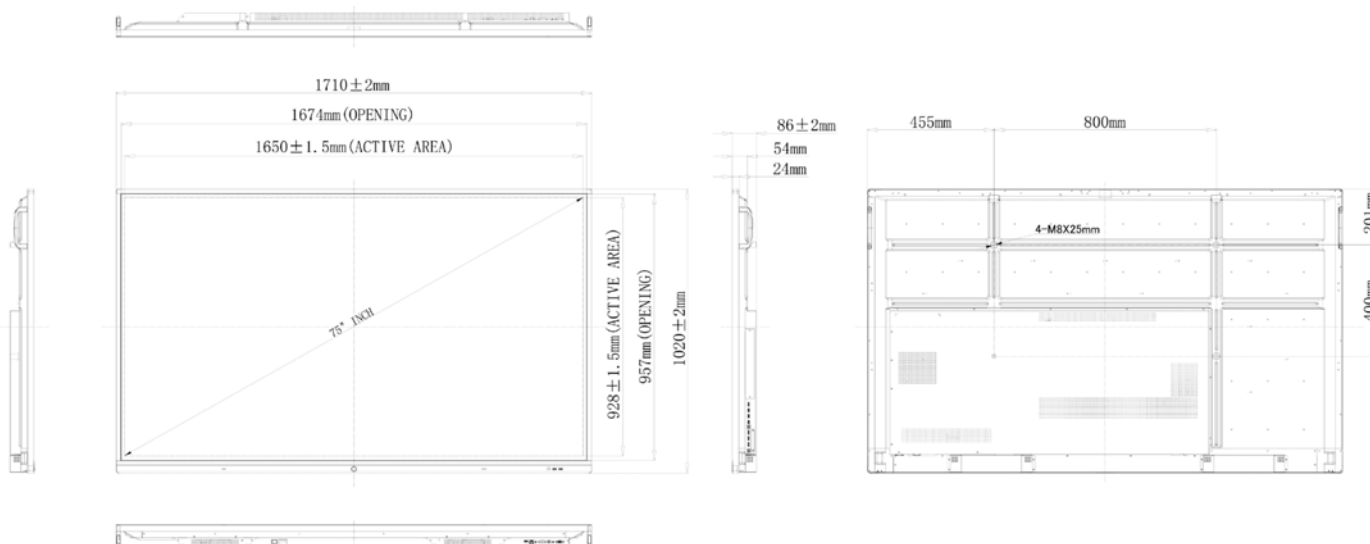 1710±2mm
1674mm(OPENING)
1650±1.5mm(ACTIVE AREA)
75" INCH
928±1.5mm(ACTIVE AREA)
957mm(OPENING)
1020±2mm
86±2mm
54mm
24mm
455mm
800mm
4-M8X25mm